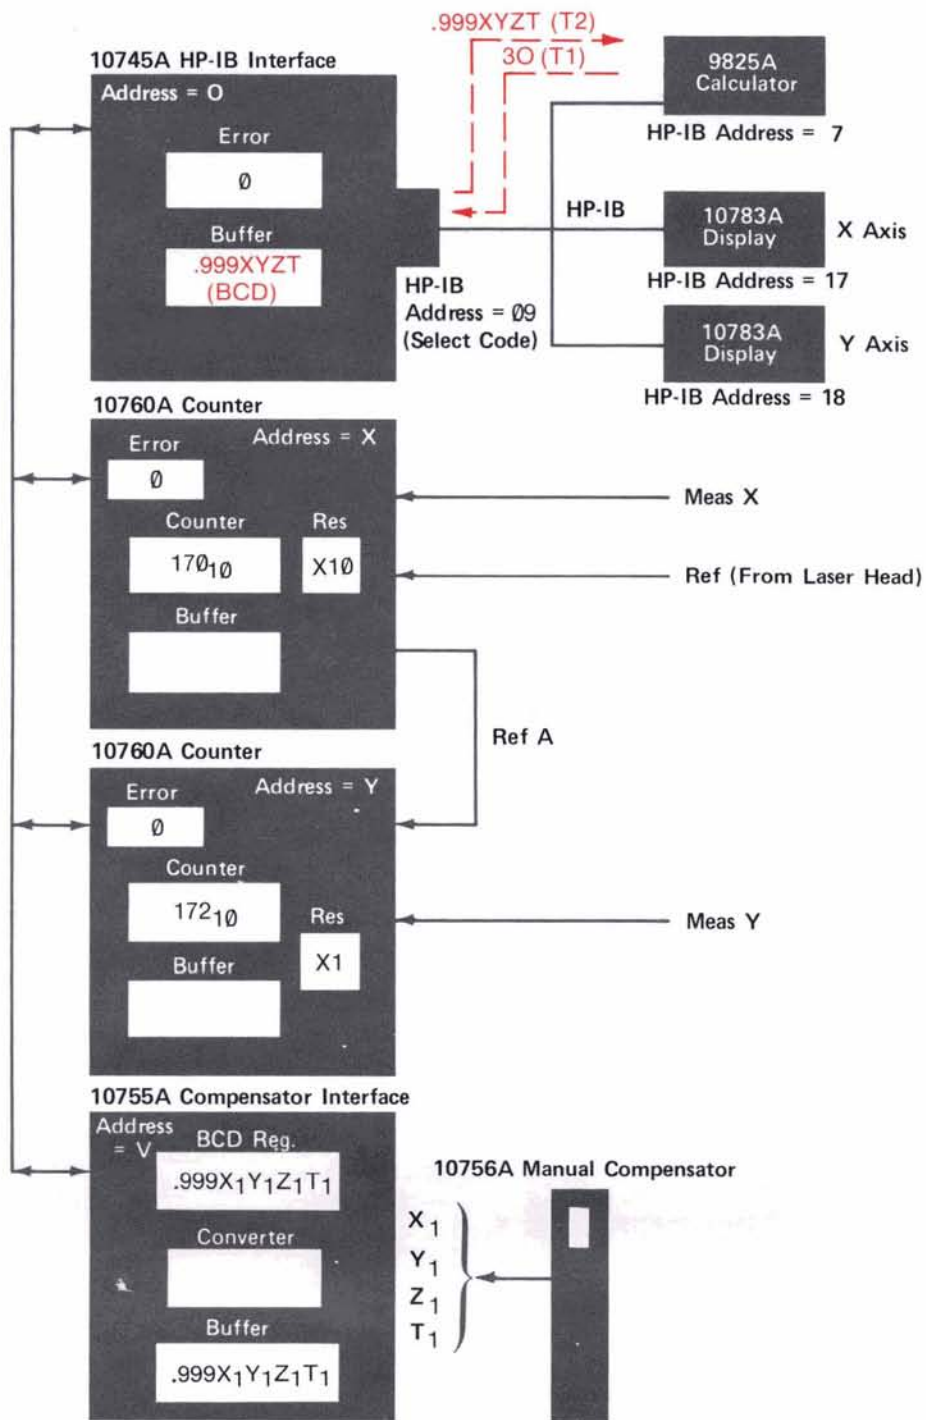 .999XYZT (T2)
3O (T1)
10745A HP-IB Interface
Address = O
Error
Ø
Buffer
.999XYZT
(BCD)
HP-IB
Address = Ø9
(Select Code)
HP-IB
9825A
Calculator
HP-IB Address = 7
10783A
Display
X Axis
HP-IB Address = 17
10783A
Display
Y Axis
HP-IB Address = 18
10760A Counter
Address = X
Error
Ø
Counter
17Ø₁₀
Res
X1Ø
Buffer
Meas X
Ref (From Laser Head)
Ref A
10760A Counter
Address = Y
Error
Ø
Counter
172₁₀
Res
X1
Buffer
Meas Y
10755A Compensator Interface
Address
= V
BCD Reg.
.999X₁Y₁Z₁T₁
Converter
Buffer
.999X₁Y₁Z₁T₁
10756A Manual Compensator
X₁
Y₁
Z₁
T₁